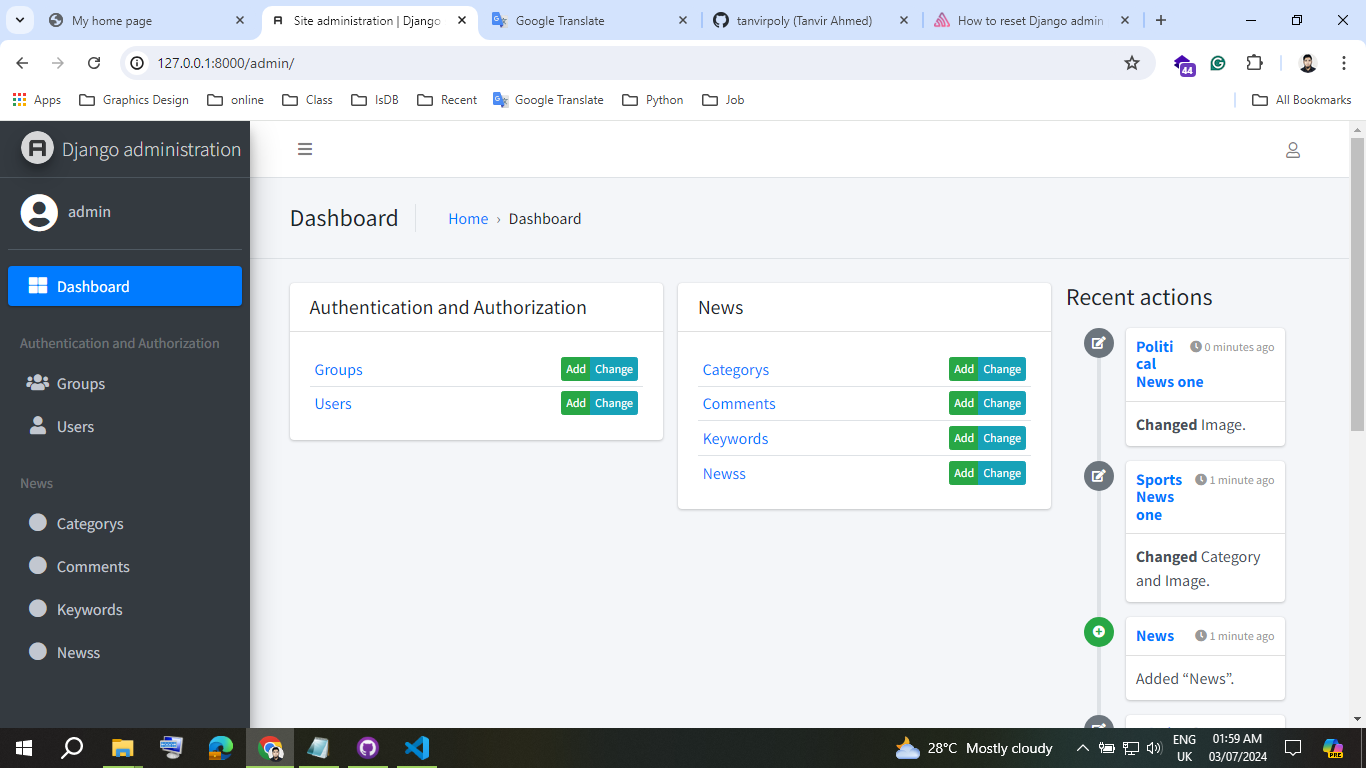 My home page
Site administration | Django
Google Translate
tanvirpoly (Tanvir Ahmed)
How to reset Django admin
127.0.0.1:8000/admin/
44
Apps
Graphics Design
online
Class
IsDB
Recent
Google Translate
Python
Job
All Bookmarks
Django administration
admin
Dashboard
Authentication and Authorization
Groups
Users
News
Categorys
Comments
Keywords
Newss
Dashboard
Home › Dashboard
Authentication and Authorization
Groups Add Change
Users Add Change
News
Categorys Add Change
Comments Add Change
Keywords Add Change
Newss Add Change
Recent actions
Politi
cal
News one
0 minutes ago
Changed Image.
Sports
News
one
1 minute ago
Changed Category
and Image.
News
1 minute ago
Added “News”.
28°C Mostly cloudy
ENG
UK
01:59 AM
03/07/2024
PRE